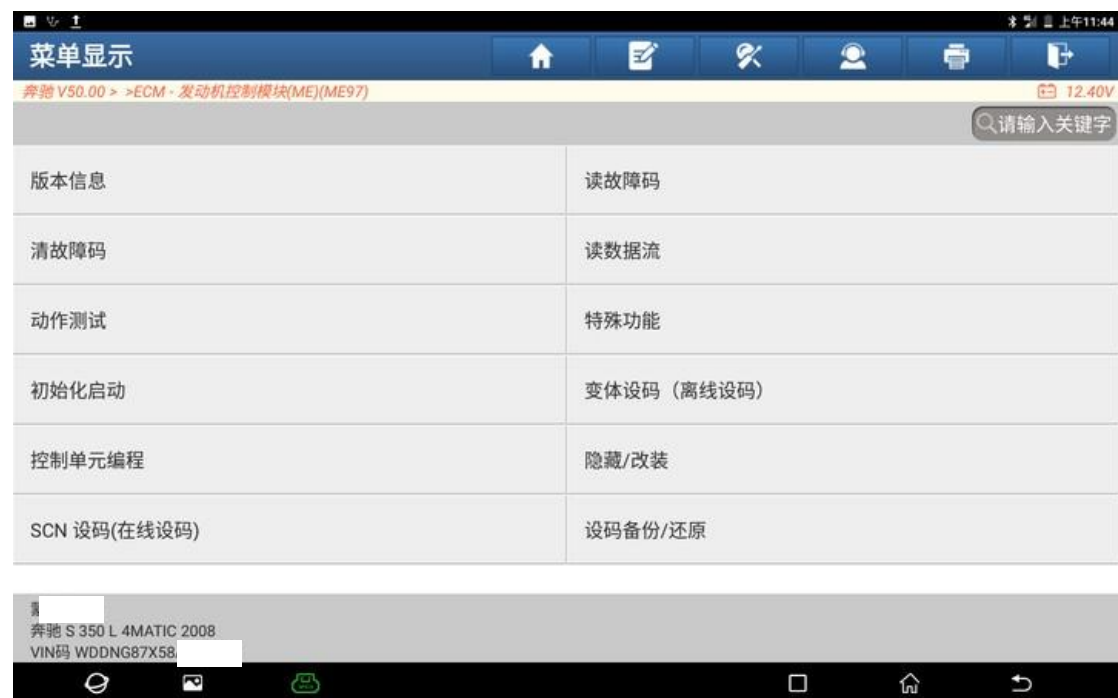 上午11:44
菜单显示
奔驰 V50.00 > >ECM - 发动机控制模块(ME)(ME97)
12.40V
请输入关键字
版本信息
读故障码
清故障码
读数据流
动作测试
特殊功能
初始化启动
变体设码（离线设码）
控制单元编程
隐藏/改装
SCN 设码(在线设码)
设码备份/还原
奔驰 S 350 L 4MATIC 2008
VIN码 WDDNG87X58